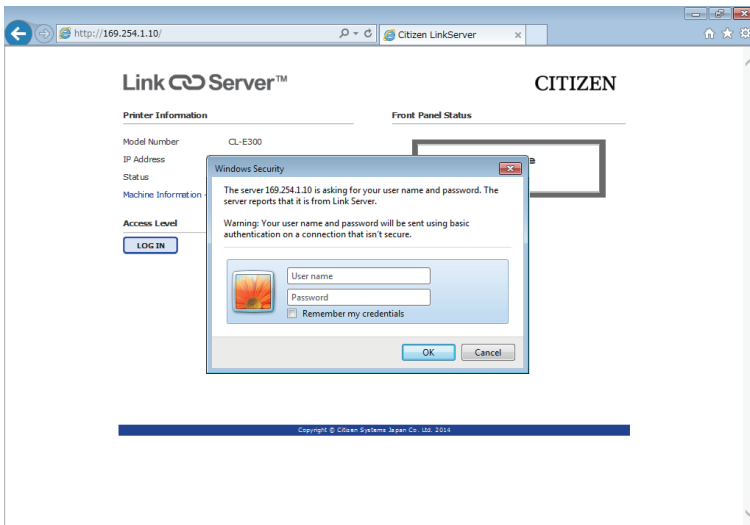 http://169.254.1.10/
Citizen LinkServer
Link Server™
CITIZEN
Printer Information
Front Panel Status
Model Number CL-E300
IP Address
Status
Machine Information
Access Level
LOG IN
Windows Security
The server 169.254.1.10 is asking for your user name and password. The
server reports that it is from Link Server.
Warning: Your user name and password will be sent using basic
authentication on a connection that isn't secure.
User name
Password
Remember my credentials
OK Cancel
Copyright © Citizen Systems Japan Co. Ltd. 2014